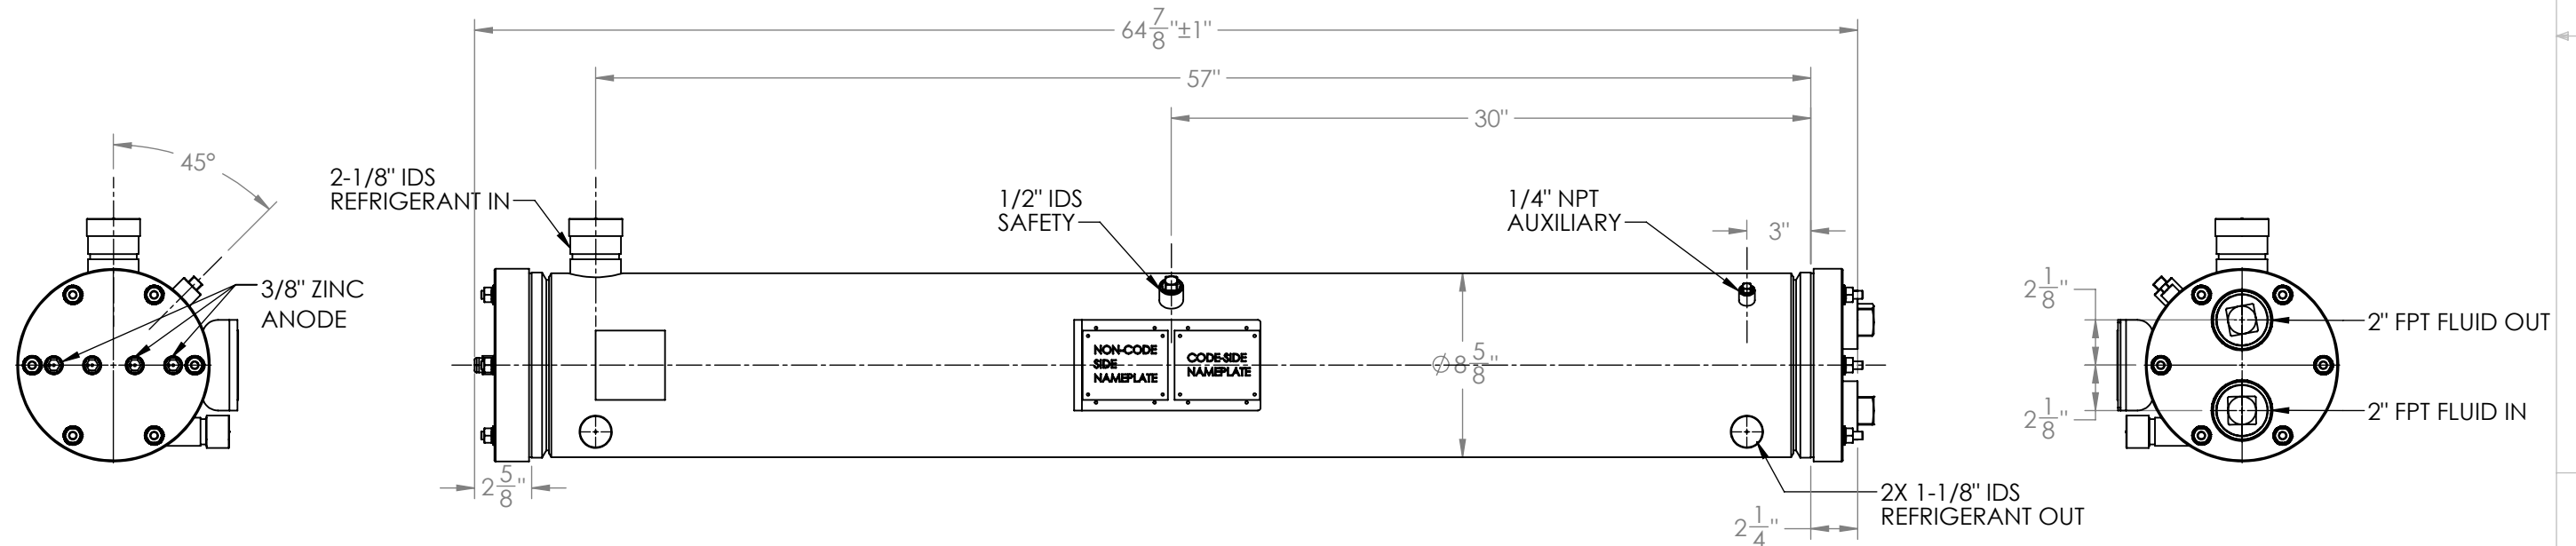 64 7/8"±1"
57"
30"
45°
2-1/8" IDS
REFRIGERANT IN
1/2" IDS
SAFETY
1/4" NPT
AUXILIARY
3"
3/8" ZINC
ANODE
NON-CODE
SIDE
NAMEPLATE
CODE-SIDE
NAMEPLATE
Ø8 5/8"
2 1/8"
2 1/8"
2" FPT FLUID OUT
2" FPT FLUID IN
2 5/8"
2X 1-1/8" IDS
REFRIGERANT OUT
2 1/4"